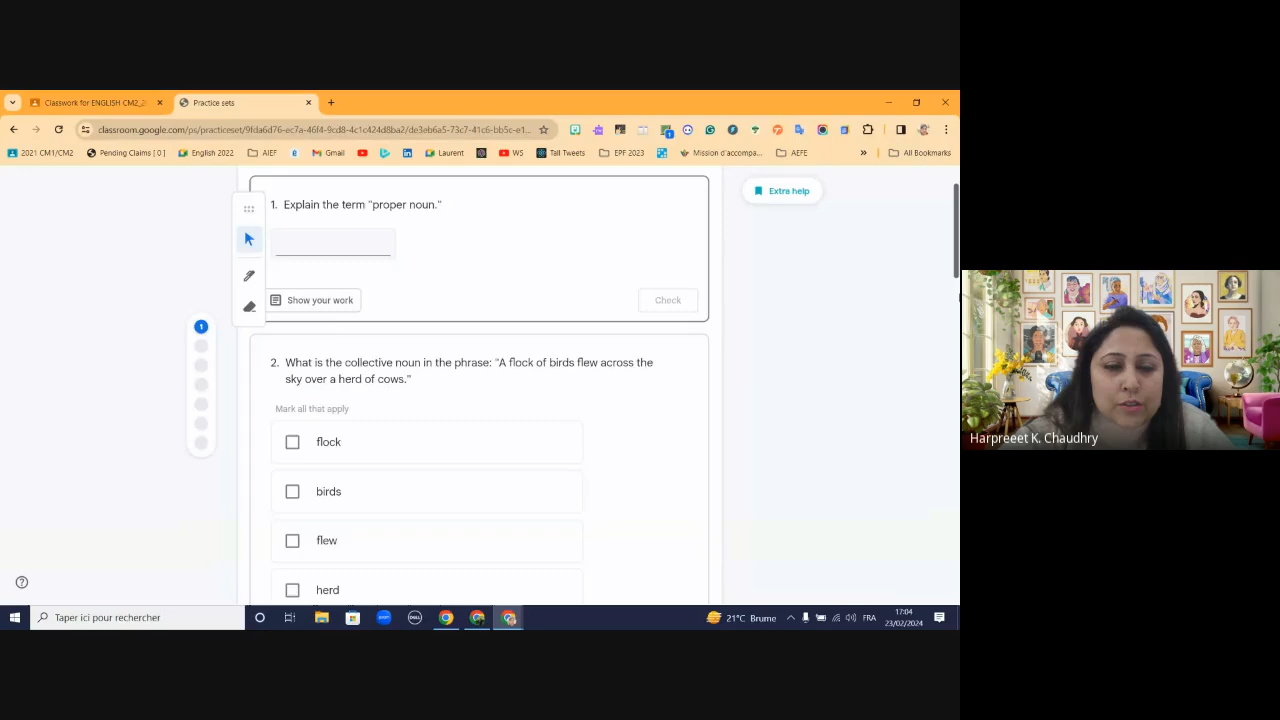 Classwork for ENGLISH CM2_2
Practice sets
classroom.google.com/ps/practiceset/9fda6d76-ec7a-46f4-9cd8-4c1c424d8ba2/de3eb6a5-73c7-41c6-bb5c-e1...
2021 CM1/CM2
Pending Claims [ 0 ]
English 2022
AIEF
Gmail
Laurent
WS
Tall Tweets
EPF 2023
Mission d'accompa...
AEFE
All Bookmarks
1. Explain the term "proper noun."
Extra help
Show your work
Check
1
2. What is the collective noun in the phrase: "A flock of birds flew across the
sky over a herd of cows."
Mark all that apply
flock
birds
flew
herd
Harpreeet K. Chaudhry
Taper ici pour rechercher
21°C Brume
FRA
17:04
23/02/2024